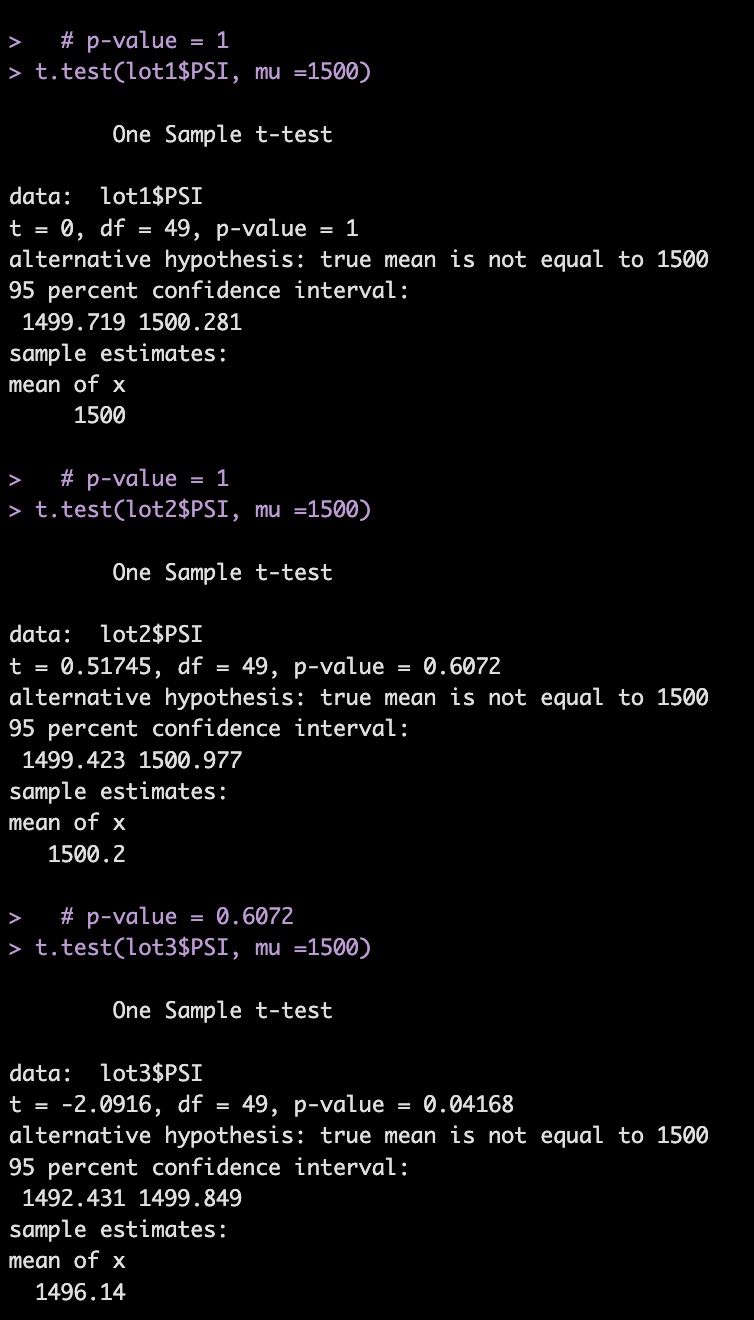 >   # p-value = 1
> t.test(lot1$PSI, mu =1500)
        One Sample t-test
data:  lot1$PSI
t = 0, df = 49, p-value = 1
alternative hypothesis: true mean is not equal to 1500
95 percent confidence interval:
 1499.719 1500.281
sample estimates:
mean of x
     1500
>   # p-value = 1
> t.test(lot2$PSI, mu =1500)
        One Sample t-test
data:  lot2$PSI
t = 0.51745, df = 49, p-value = 0.6072
alternative hypothesis: true mean is not equal to 1500
95 percent confidence interval:
 1499.423 1500.977
sample estimates:
mean of x
   1500.2
>   # p-value = 0.6072
> t.test(lot3$PSI, mu =1500)
        One Sample t-test
data:  lot3$PSI
t = -2.0916, df = 49, p-value = 0.04168
alternative hypothesis: true mean is not equal to 1500
95 percent confidence interval:
 1492.431 1499.849
sample estimates:
mean of x
  1496.14